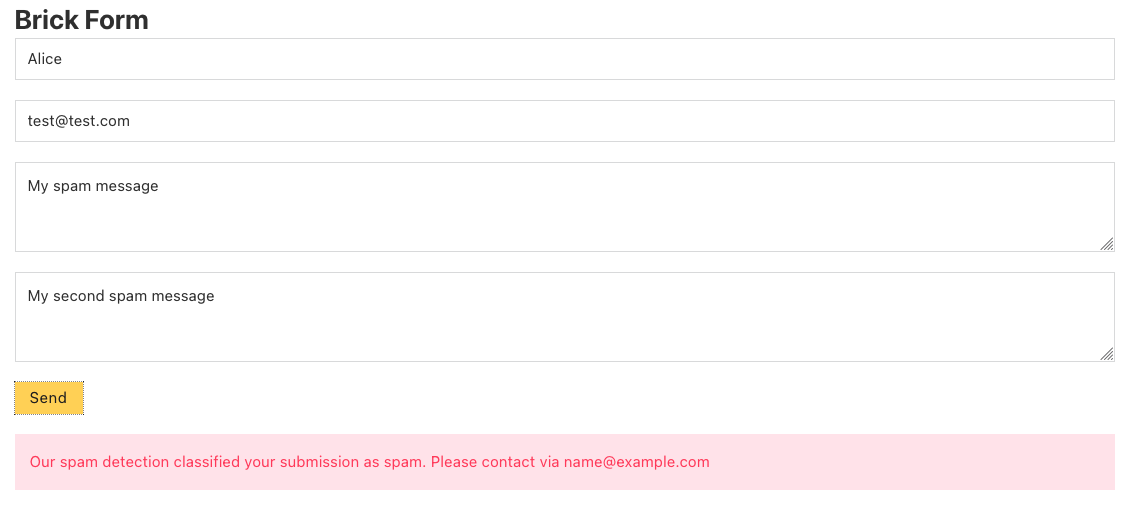 Brick Form
Alice
test@test.com
My spam message
My second spam message
Send
Our spam detection classified your submission as spam. Please contact via name@example.com